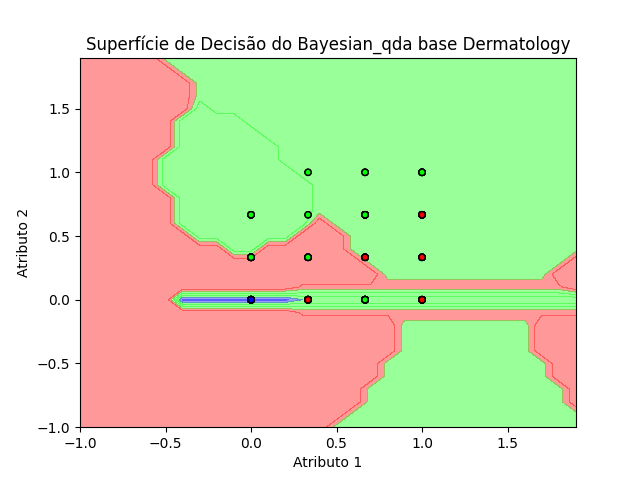 Superfície de Decisão do Bayesian_qda base Dermatology
1.5
1.0
0.5
0.0
−0.5
−1.0
Atributo 2
−1.0 −0.5 0.0 0.5 1.0 1.5
Atributo 1